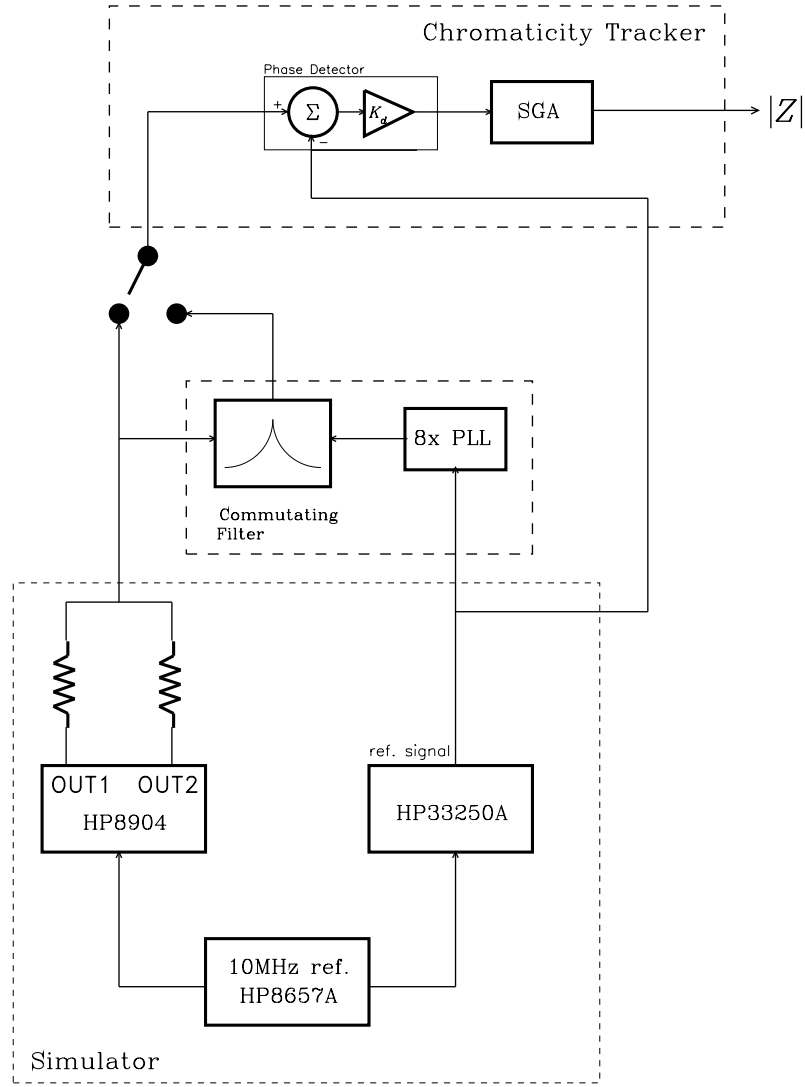 Chromaticity Tracker
Phase Detector
+
Σ
K_d
−
SGA
|Z|
8x PLL
Commutating
Filter
ref. signal
OUT1 OUT2
HP8904
HP33250A
10MHz ref.
HP8657A
Simulator